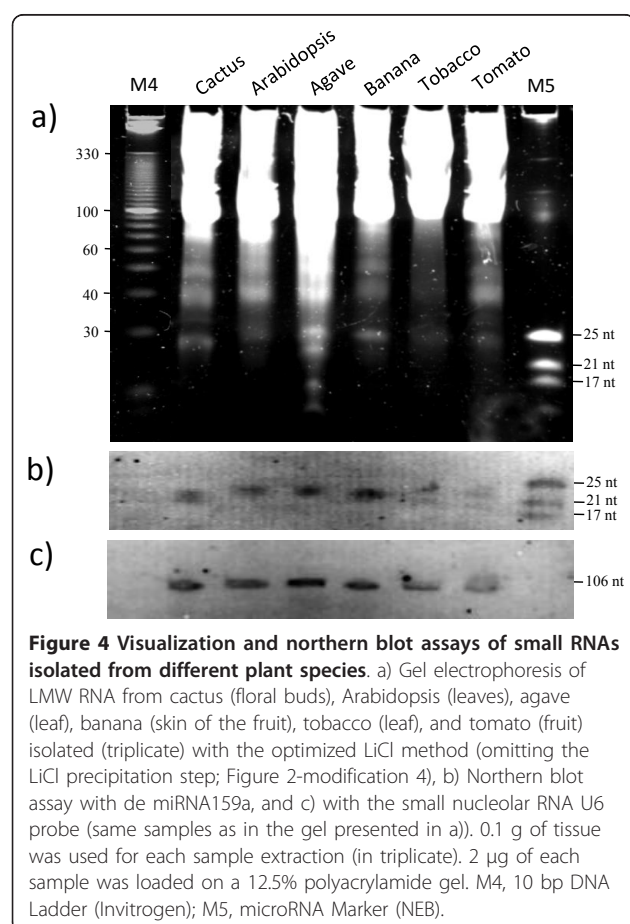 M4 Cactus Arabidopsis Agave Banana Tobacco Tomato M5
a)
330
100
60
40
30
25 nt
21 nt
17 nt
b)
25 nt
21 nt
17 nt
c)
106 nt
Figure 4 Visualization and northern blot assays of small RNAs
isolated from different plant species. a) Gel electrophoresis of
LMW RNA from cactus (floral buds), Arabidopsis (leaves), agave
(leaf), banana (skin of the fruit), tobacco (leaf), and tomato (fruit)
isolated (triplicate) with the optimized LiCl method (omitting the
LiCl precipitation step; Figure 2-modification 4), b) Northern blot
assay with de miRNA159a, and c) with the small nucleolar RNA U6
probe (same samples as in the gel presented in a)). 0.1 g of tissue
was used for each sample extraction (in triplicate). 2 μg of each
sample was loaded on a 12.5% polyacrylamide gel. M4, 10 bp DNA
Ladder (Invitrogen); M5, microRNA Marker (NEB).